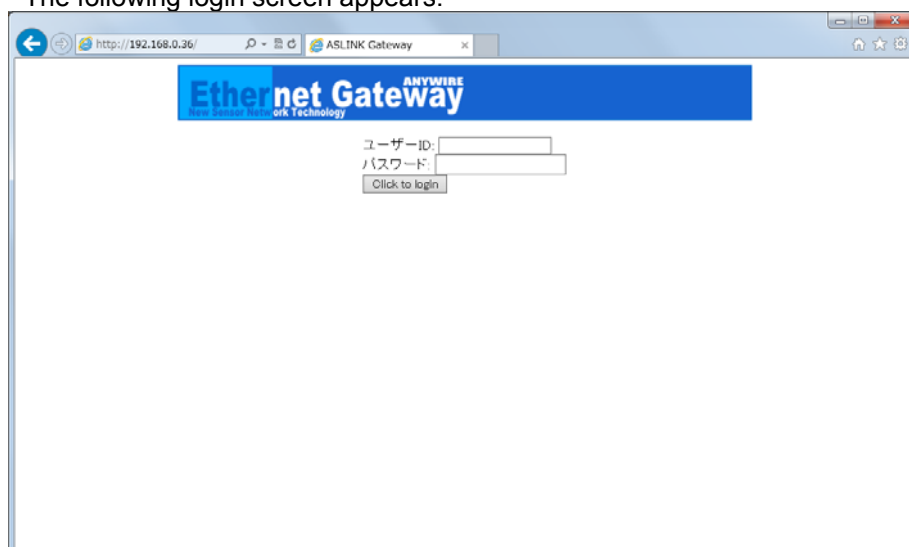 The following login screen appears.
http://192.168.0.36/
ASLINK Gateway
Ethernet Gateway
ANYWIRE
New Sensor Network Technology
ユーザーID:
パスワード:
Click to login